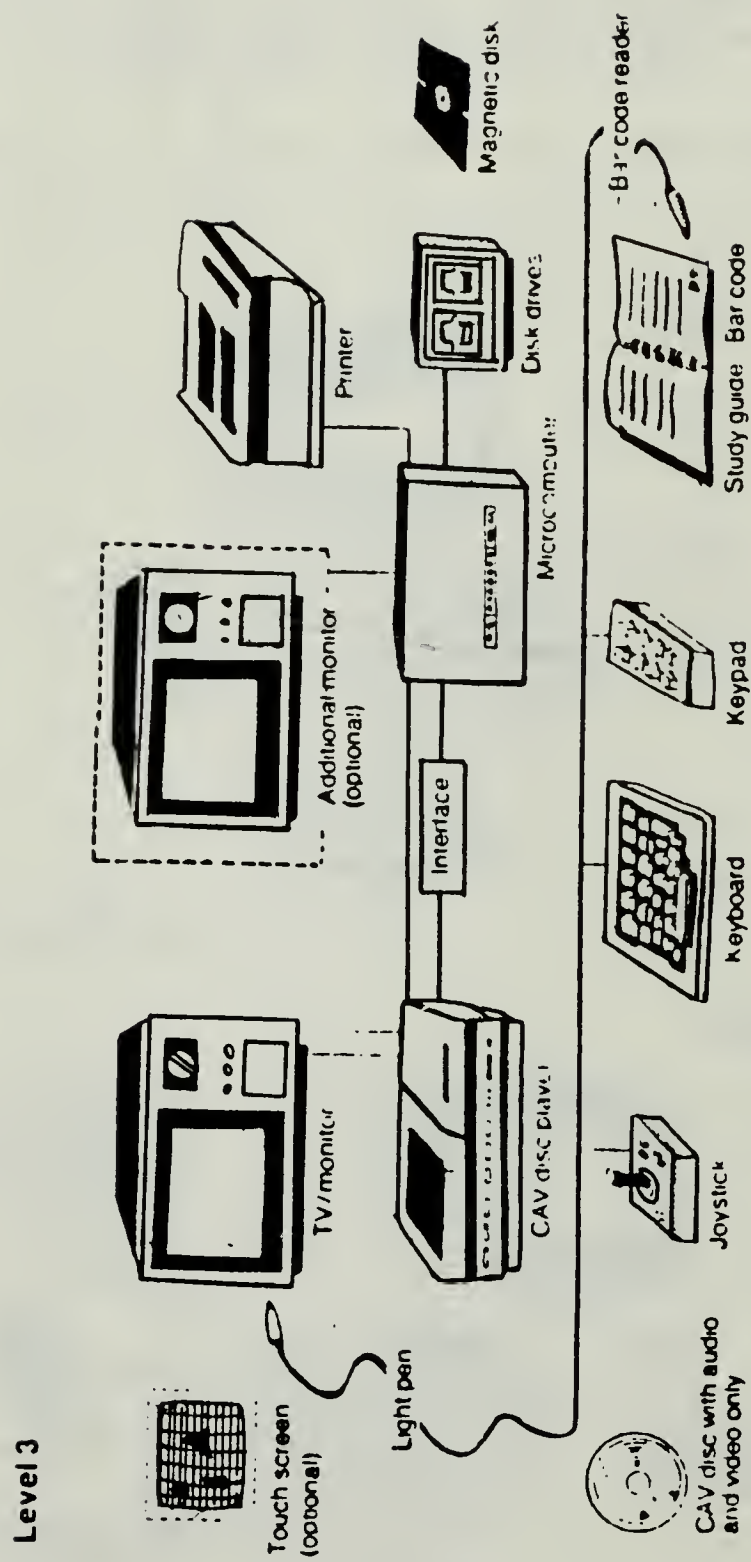 Level 3
Touch screen
(optional)
TV/monitor
Additional monitor
(optional)
Printer
Light pen
CAV disc player
Interface
Microcomputer
Disk drives
Magnetic disk
CAV disc with audio
and video only
Joystick
Keyboard
Keypad
Study guide
Bar code
Bar code reader